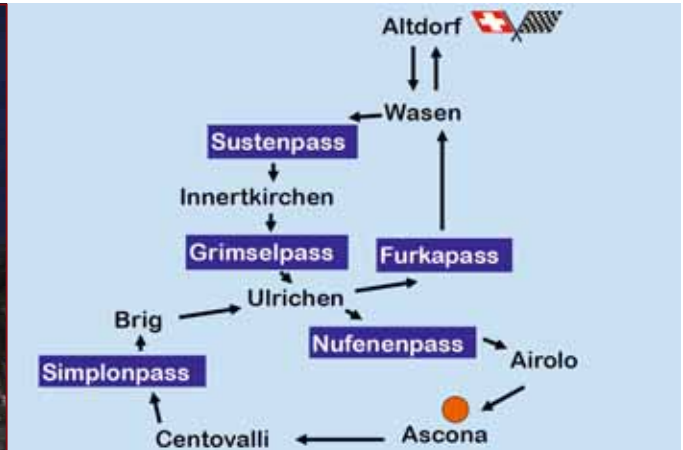 Altdorf
Wasen
Sustenpass
Innertkirchen
Grimselpass
Furkapass
Ulrichen
Brig
Nufenenpass
Airolo
Simplonpass
Ascona
Centovalli